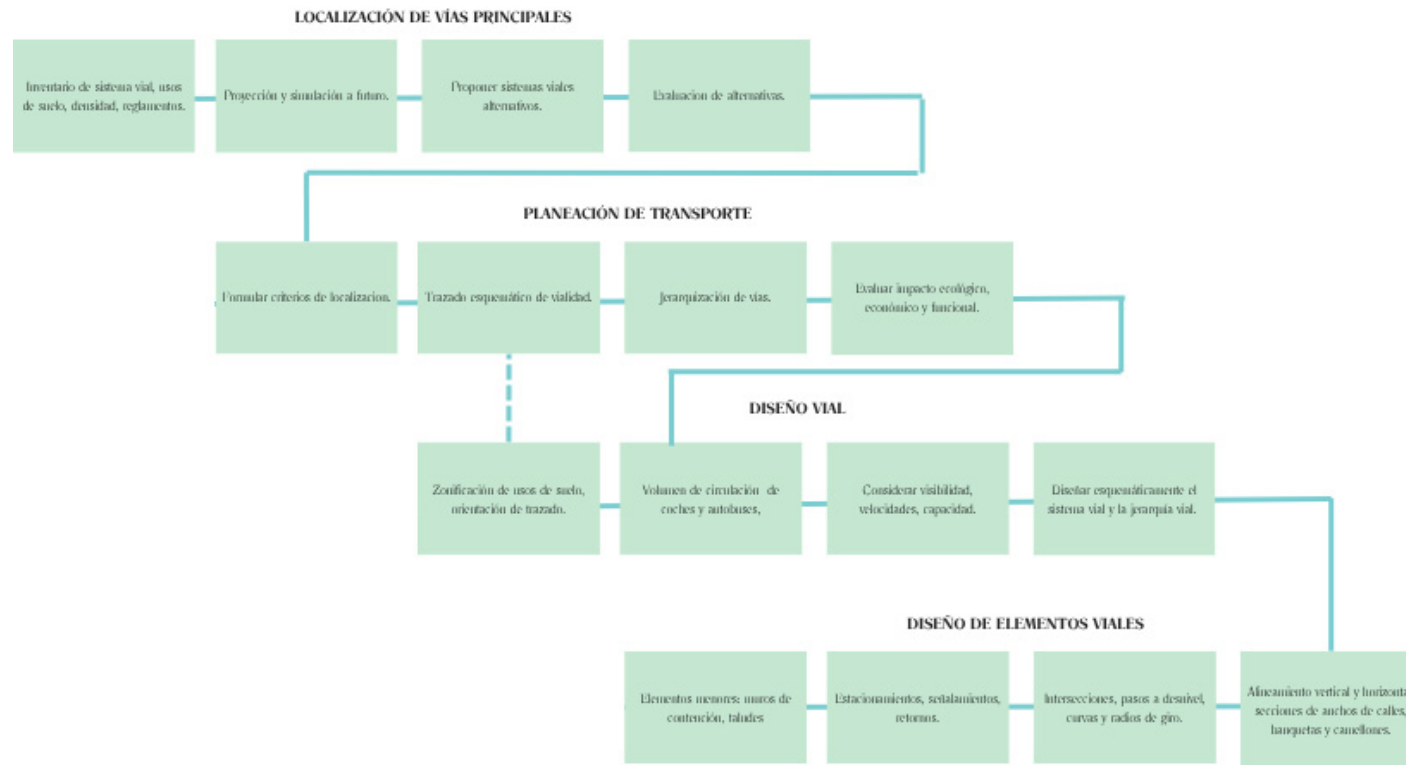 LOCALIZACIÓN DE VÍAS PRINCIPALES
Inventario de sistema vial, usos
de suelo, densidad, reglamentos.
Proyección y simulación a futuro.
Proponer sistemas viales
alternativos.
Evaluacion de alternativas.
PLANEACIÓN DE TRANSPORTE
Formular criterios de localizacion.
Trazado esquemático de vialidad.
Jerarquización de vías.
Evaluar impacto ecológico,
económico y funcional.
DISEÑO VIAL
Zonificación de usos de suelo,
orientación de trazado.
Volumen de circulación de
coches y autobuses,
Considerar visibilidad,
velocidades, capacidad.
Diseñar esquemáticamente el
sistema vial y la jerarquía vial.
DISEÑO DE ELEMENTOS VIALES
Elementos menores: muros de
contención, taludes
Estacionamientos, señalamientos,
retornos.
Intersecciones, pasos a desnivel,
curvas y radios de giro.
Alineamiento vertical y horizonta
secciones de anchos de calles,
banquetas y camellones.